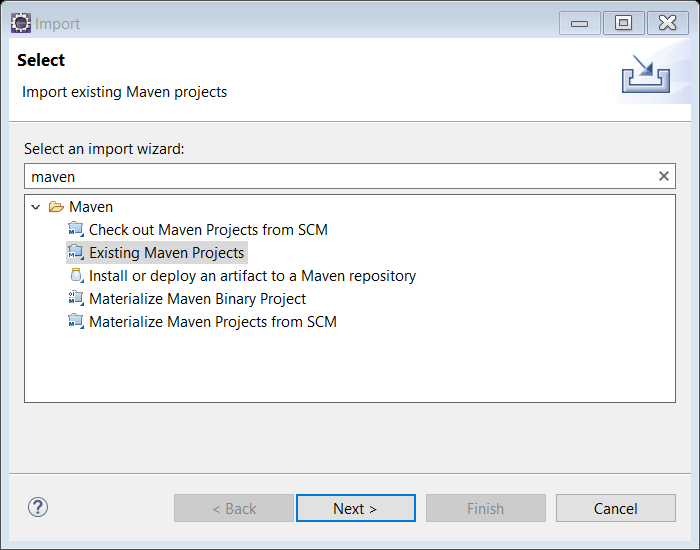 Import
Select
Import existing Maven projects
Select an import wizard:
maven
Maven
Check out Maven Projects from SCM
Existing Maven Projects
Install or deploy an artifact to a Maven repository
Materialize Maven Binary Project
Materialize Maven Projects from SCM
< Back Next > Finish Cancel